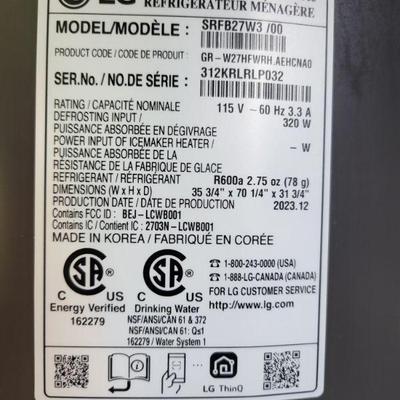 LG
RÉFRIGÉRATEUR MÉNAGÈRE
MODEL/MODÈLE: SRFB27W3 /00
PRODUCT CODE / CODE DE PRODUIT : GR-W27HFWRH.AEHCNA0
SER.No./ NO.DE SÉRIE : 312KRLRLP032
RATING / CAPACITÉ NOMINALE 115 V ~ 60 Hz 3.3 A
DEFROSTING INPUT / 320 W
PUISSANCE ABSORBÉE EN DÉGIVRAGE
POWER INPUT OF ICEMAKER HEATER / – W
PUISSANCE ABSORBÉE DE LA
RÉSISTANCE DE LA FABRICATION DE GLACE
REFRIGERANT / RÉFRIGÉRANT R600a 2.75 oz (78 g)
DIMENSIONS (W x H x D) 35 3/4" x 70 1/4" x 31 3/4"
PRODUCTION DATE / DATE DE PRODUCTION 2023.12
Contains FCC ID : BEJ-LCWB001
Contains IC / Contient IC : 2703N-LCWB001
MADE IN KOREA / FABRIQUÉ EN CORÉE
SA
C US
Energy Verified
162279
SA
C US
Drinking Water
NSF/ANSI/CAN 61 & 372
NSF/ANSI/CAN 61: Qs1
162279 / Water System 1
1-800-243-0000 (USA)
1-888-LG-CANADA (CANADA)
FOR LG CUSTOMER SERVICE
http://www.lg.com
LG ThinQ